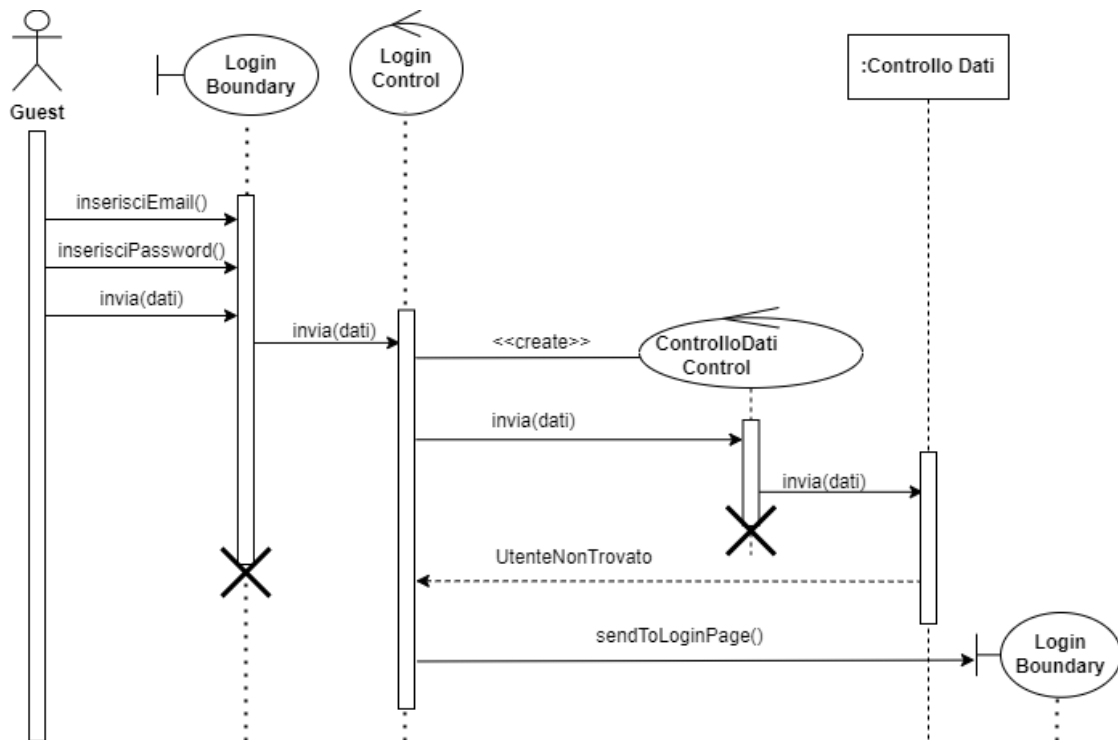 Login
Boundary
Login
Control
:Controllo Dati
Guest
inserisciEmail()
inserisciPassword()
invia(dati)
invia(dati)
<<create>>
ControlloDati
Control
invia(dati)
invia(dati)
UtenteNonTrovato
sendToLoginPage()
Login
Boundary